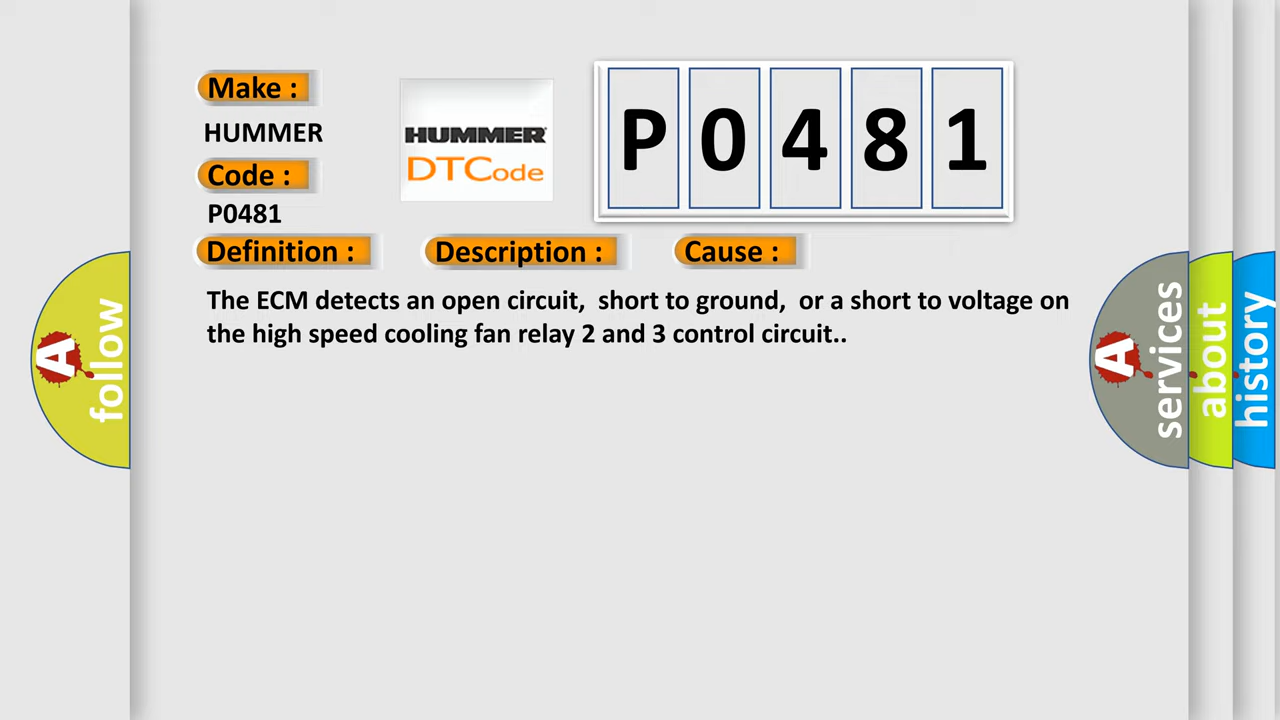 Make :
HUMMER
Code :
P0481
HUMMER
DTCode
P0481
Definition :
Description :
Cause :
The ECM detects an open circuit, short to ground, or a short to voltage on
the high speed cooling fan relay 2 and 3 control circuit..
A
follow
A
services
about
history